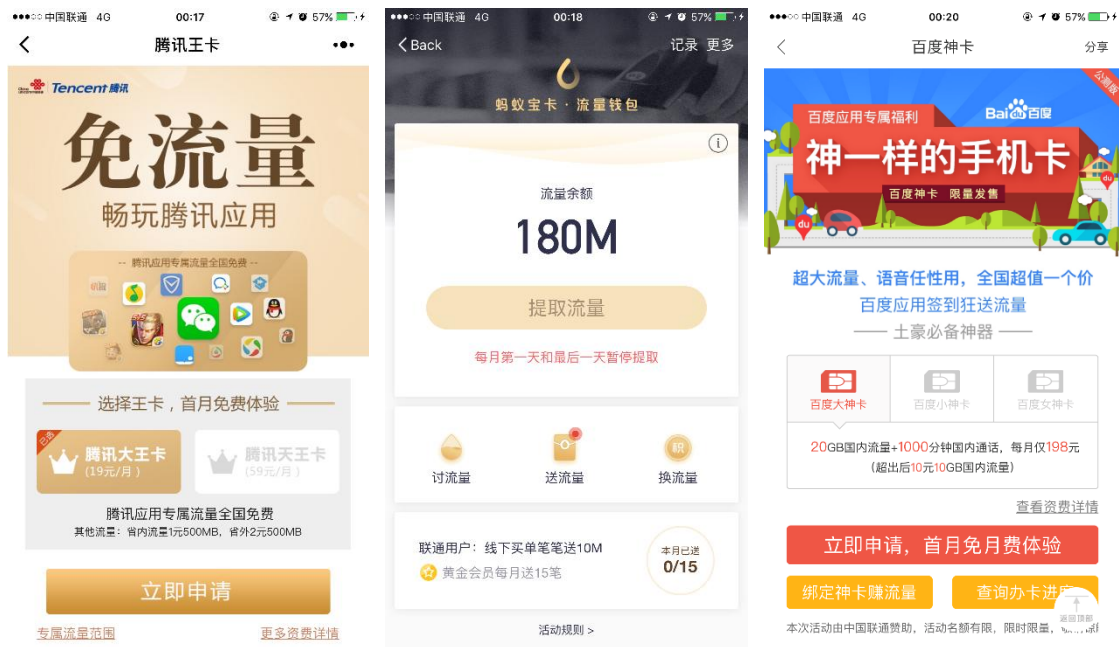 ●●●○○ 中国联通 4G 00:17 57%
腾讯王卡
Tencent 腾讯
免流量
畅玩腾讯应用
-- 腾讯应用专属流量全国免费 --
选择王卡，首月免费体验
已选
腾讯大王卡
(19元/月)
腾讯天王卡
(59元/月)
腾讯应用专属流量全国免费
其他流量：省内流量1元500MB，省外2元500MB
立即申请
专属流量范围 更多资费详情
●●●○○ 中国联通 4G 00:18 57%
Back 记录 更多
蚂蚁宝卡·流量钱包
流量余额
180M
提取流量
每月第一天和最后一天暂停提取
积
讨流量 送流量 换流量
联通用户：线下买单笔笔送10M
黄金会员每月送15笔
本月已送
0/15
活动规则 >
●●●○○ 中国联通 4G 00:20 57%
百度神卡 分享
公测版
百度应用专属福利
Bai du 百度
神一样的手机卡
百度神卡 限量发售
du
du
超大流量、语音任性用，全国超值一个价
百度应用签到狂送流量
—— 土豪必备神器 ——
百度大神卡 百度小神卡 百度女神卡
20GB国内流量+1000分钟国内通话，每月仅198元
(超出后10元10GB国内流量)
查看资费详情
立即申请，首月免月费体验
绑定神卡赚流量 查询办卡进度
返回顶部
本次活动由中国联通赞助，活动名额有限，限时限量，